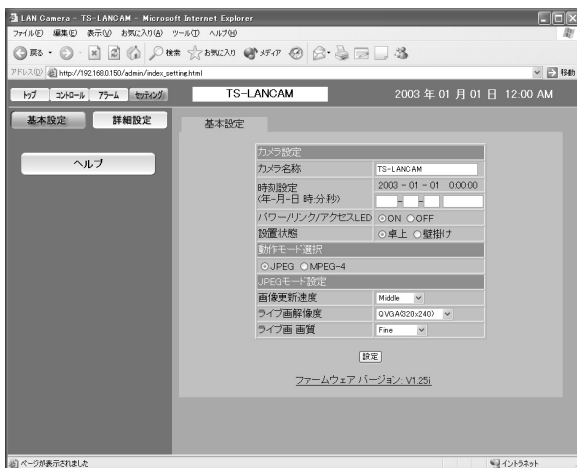 LAN Camera - TS-LANCAM - Microsoft Internet Explorer
ファイル(F) 編集(E) 表示(V) お気に入り(A) ツール(T) ヘルプ(H)
戻る 検索 お気に入り メディア
アドレス(D) http://192.168.0.150/admin/index_setting.html 移動
トップ コントロール アラーム セッティング TS-LANCAM 2003 年 01 月 01 日 12:00 AM
基本設定 詳細設定
ヘルプ
基本設定
カメラ設定
カメラ名称 TS-LANCAM
時刻設定 2003 - 01 - 01 0:00:00
(年-月-日 時:分:秒) - -
パワー/リンク/アクセスLED ON OFF
設置状態 卓上 壁掛け
動作モード選択
JPEG MPEG-4
JPEGモード設定
画像更新速度 Middle
ライブ画解像度 QVGA(320x240)
ライブ画 画質 Fine
設定
ファームウェア バージョン: V1.25i
ページが表示されました イントラネット